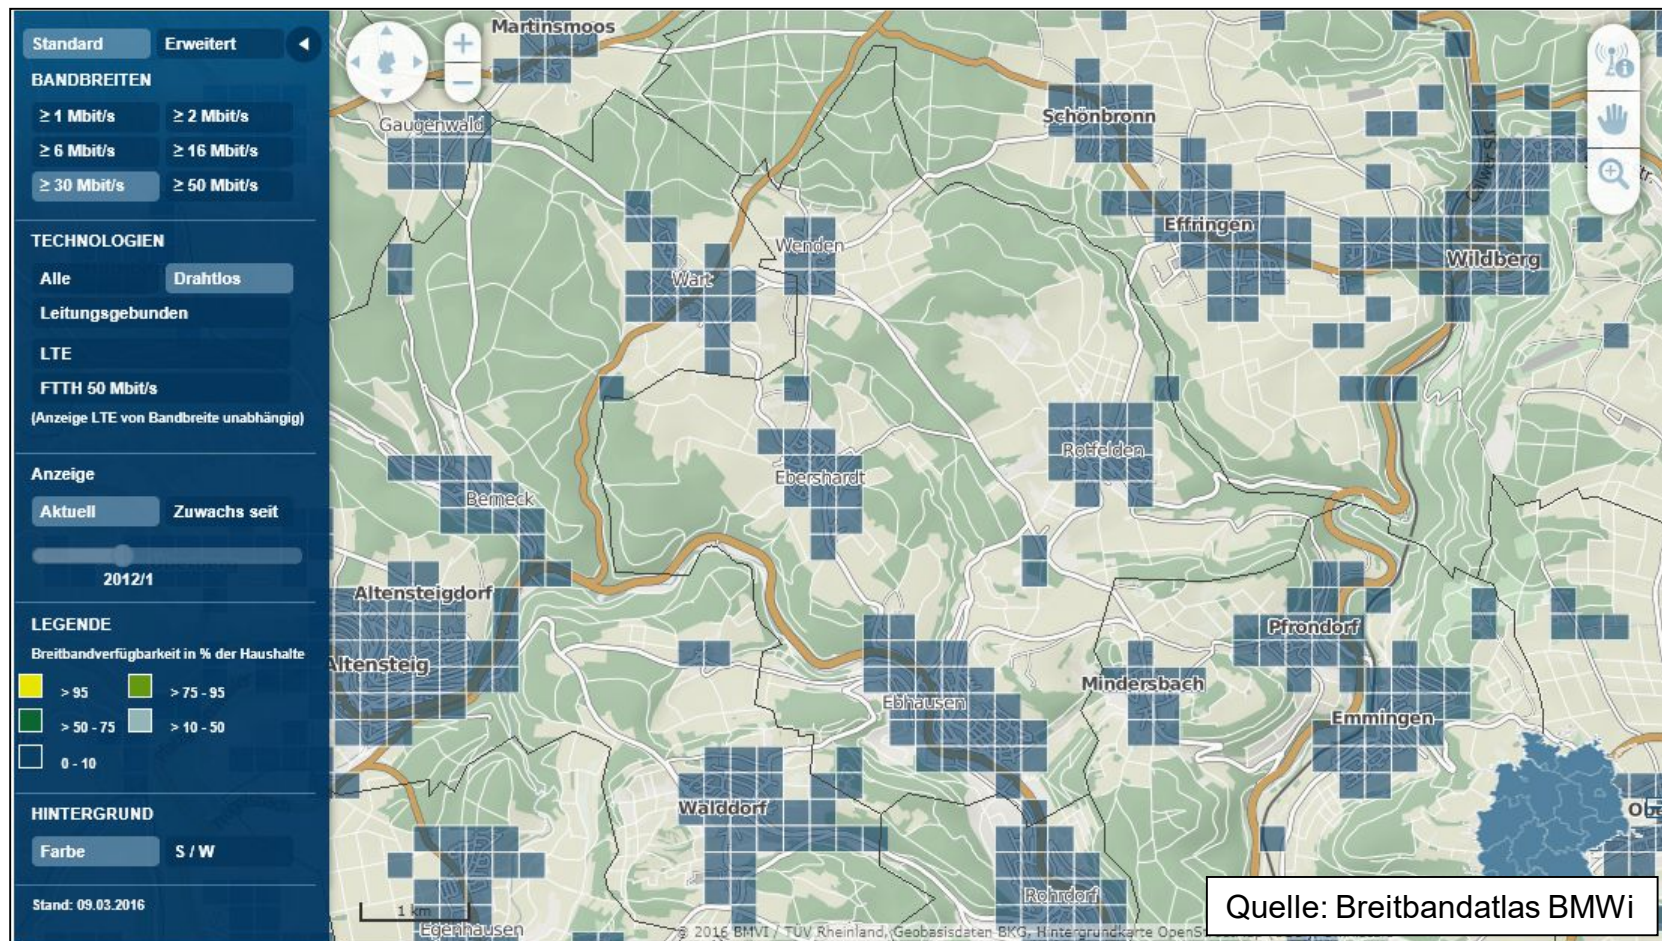 Standard Erweitert
BANDBREITEN
≥ 1 Mbit/s ≥ 2 Mbit/s
≥ 6 Mbit/s ≥ 16 Mbit/s
≥ 30 Mbit/s ≥ 50 Mbit/s
TECHNOLOGIEN
Alle Drahtlos
Leitungsgebunden
LTE
FTTH 50 Mbit/s
(Anzeige LTE von Bandbreite unabhängig)
Anzeige
Aktuell Zuwachs seit
2012/1
LEGENDE
Breitbandverfügbarkeit in % der Haushalte
> 95 > 75 - 95
> 50 - 75 > 10 - 50
0 - 10
HINTERGRUND
Farbe S / W
Stand: 09.03.2016
Martinsmoos
Gaugenwald
Schönbronn
Effringen
Wenden
Wildberg
Wart
Rotfelden
Ebershardt
Berneck
Altensteigdorf
Pfrondorf
Altensteig
Mindersbach
Ebhausen
Emmingen
Walddorf
Rohrdorf
1 km
Egenhausen
© 2016 BMVI / TÜV Rheinland, Geobasisdaten BKG, Hintergrundkarte
Quelle: Breitbandatlas BMWi